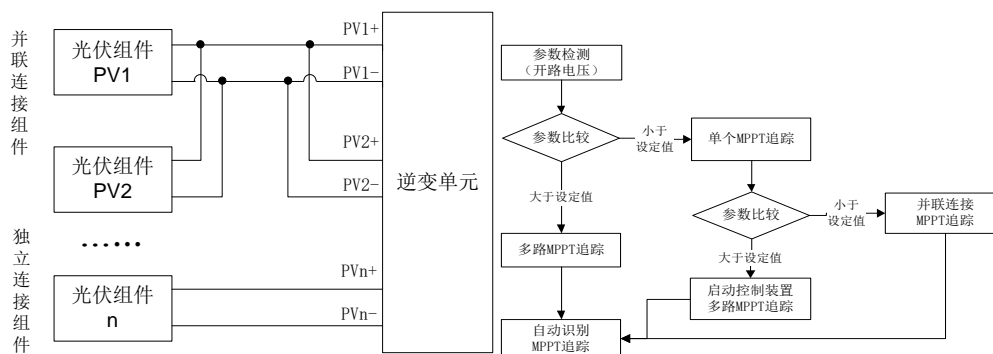 并联连接组件
光伏组件
PV1
光伏组件
PV2
独立连接组件
......
光伏组件
n
PV1+
PV1-
PV2+
PV2-
PVn+
PVn-
逆变单元
参数检测
（开路电压）
参数比较
小于
设定值
单个MPPT追踪
大于设定值
多路MPPT追踪
自动识别
MPPT追踪
参数比较
小于
设定值
并联连接
MPPT追踪
大于设定值
启动控制装置
多路MPPT追踪